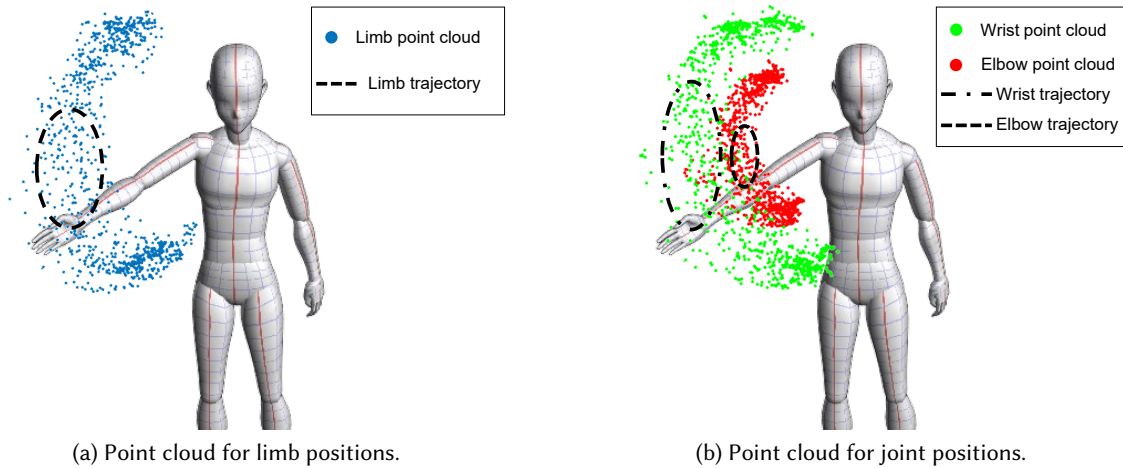 Limb point cloud
Limb trajectory
Wrist point cloud
Elbow point cloud
Wrist trajectory
Elbow trajectory
(a) Point cloud for limb positions.
(b) Point cloud for joint positions.